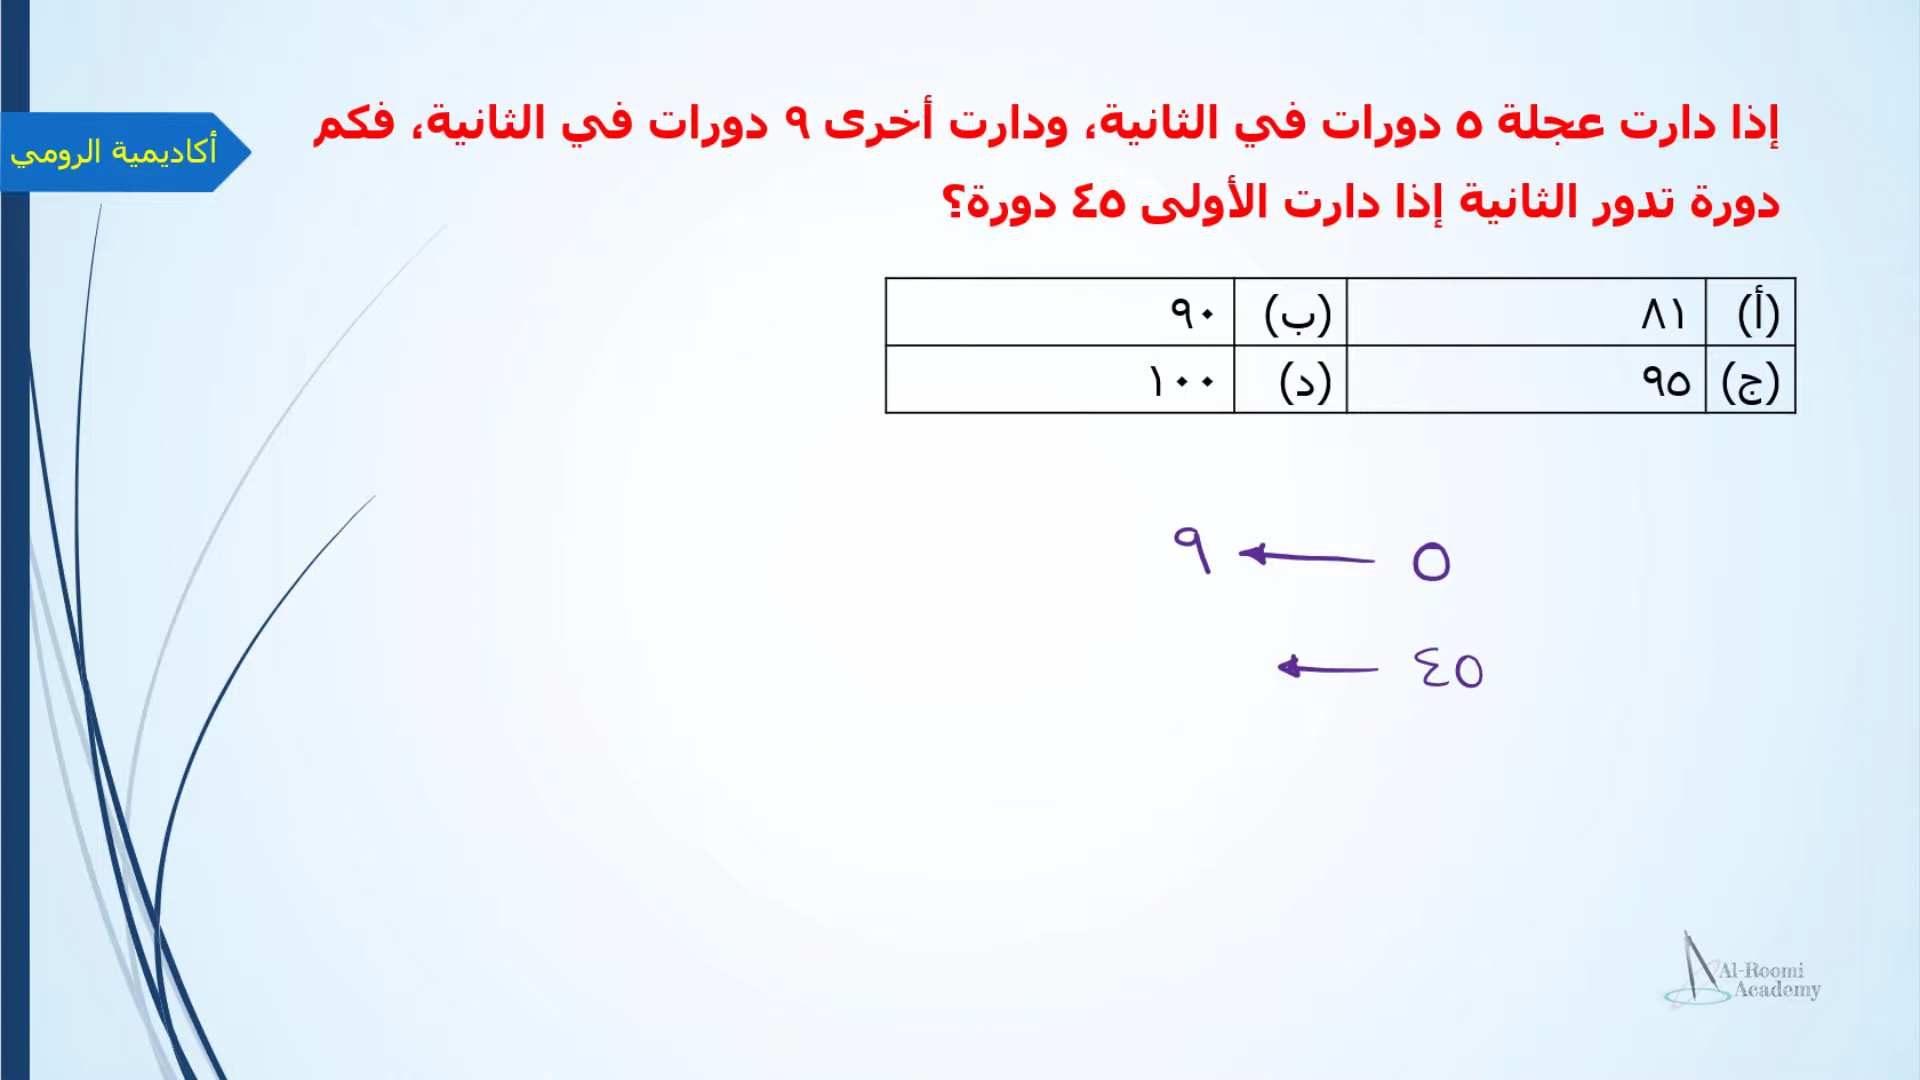 إذا دارت عجلة ٥ دورات في الثانية، ودارت أخرى ٩ دورات في الثانية، فكم
دورة تدور الثانية إذا دارت الأولى ٤٥ دورة؟
أكاديمية الرومي
(أ) ٨١ (ب) ٩٠
(ج) ٩٥ (د) ١٠٠
٥ ← ٩
٤٥ ←
Al-Roomi
Academy